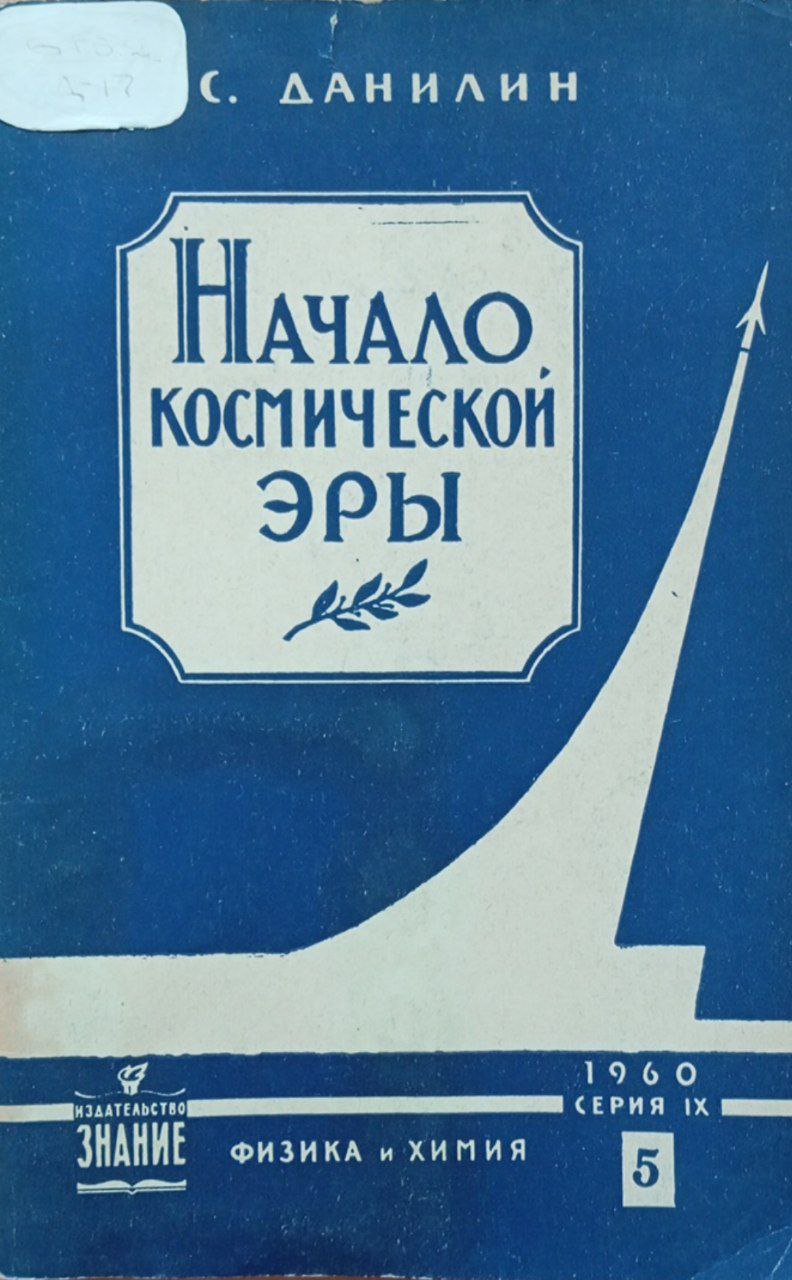 С. ДАНИЛИН
НАЧАЛО
КОСМИЧЕСКОЙ
ЭРЫ
1960
ИЗДАТЕЛЬСТВО
СЕРИЯ IX
ЗНАНИЕ
ФИЗИКА и ХИМИЯ
5